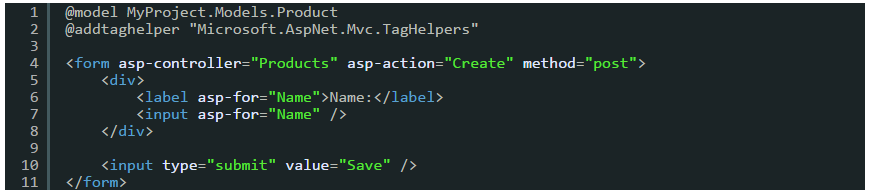 1 @model MyProject.Models.Product
2 @addtaghelper "Microsoft.AspNet.Mvc.TagHelpers"
3
4 <form asp-controller="Products" asp-action="Create" method="post">
5     <div>
6         <label asp-for="Name">Name:</label>
7         <input asp-for="Name" />
8     </div>
9
10     <input type="submit" value="Save" />
11 </form>